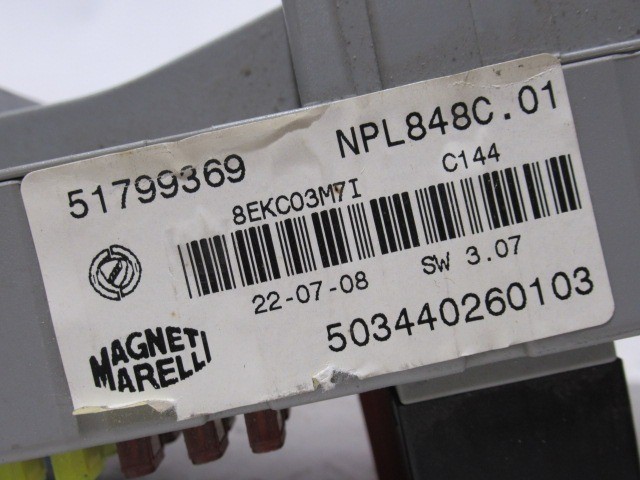 51799369
NPL848C.01
8EKC03M7I
C144
22-07-08
SW 3.07
503440260103
MAGNETI
MARELLI